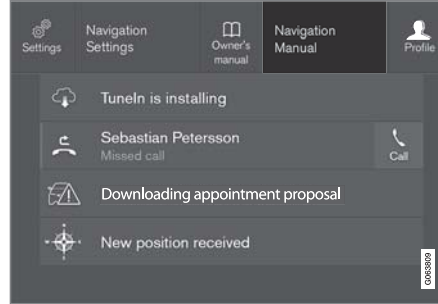 Settings
Navigation
Settings
Owner's
manual
Navigation
Manual
Profile
TuneIn is installing
Sebastian Petersson
Missed call
Call
Downloading appointment proposal
New position received
G063809